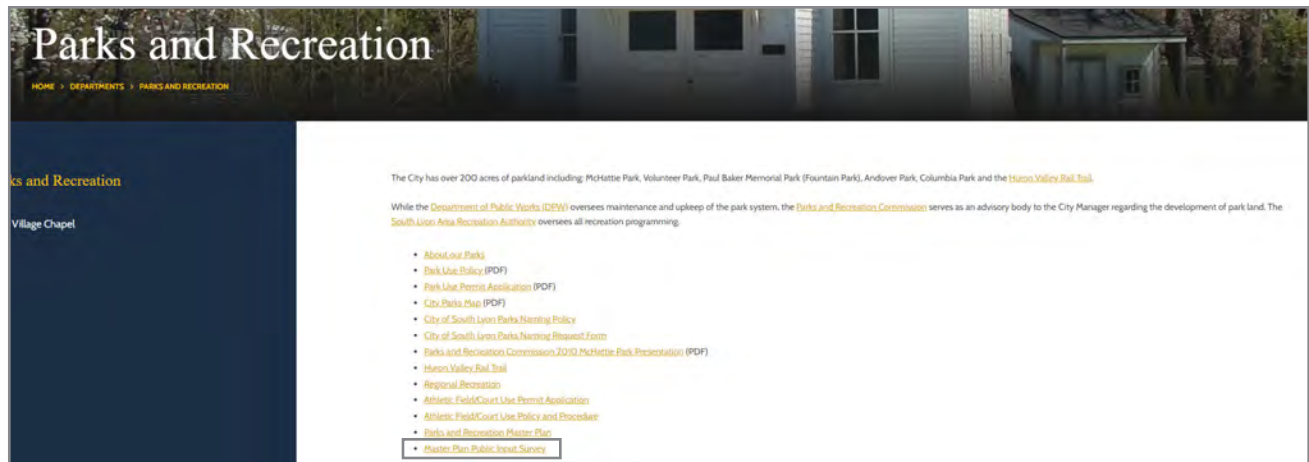 Parks and Recreation
HOME > DEPARTMENTS > PARKS AND RECREATION
ks and Recreation
Village Chapel
The City has over 200 acres of parkland including: McHattie Park, Volunteer Park, Paul Baker Memorial Park (Fountain Park), Andover Park, Columbia Park and the Huron Valley Rail Trail.
While the Department of Public Works (DPW) oversees maintenance and upkeep of the park system, the Parks and Recreation Commission serves as an advisory body to the City Manager regarding the development of park land. The
South Lyon Area Recreation Authority oversees all recreation programming.
• About our Parks
• Park Use Policy (PDF)
• Park Use Permit Application (PDF)
• City Parks Map (PDF)
• City of South Lyon Parks Naming Policy
• City of South Lyon Parks Naming Request Form
• Parks and Recreation Commission 2010 McHattie Park Presentation (PDF)
• Huron Valley Rail Trail
• Regional Recreation
• Athletic Field/Court Use Permit Application
• Athletic Field/Court Use Policy and Procedure
• Parks and Recreation Master Plan
• Master Plan Public Input Survey